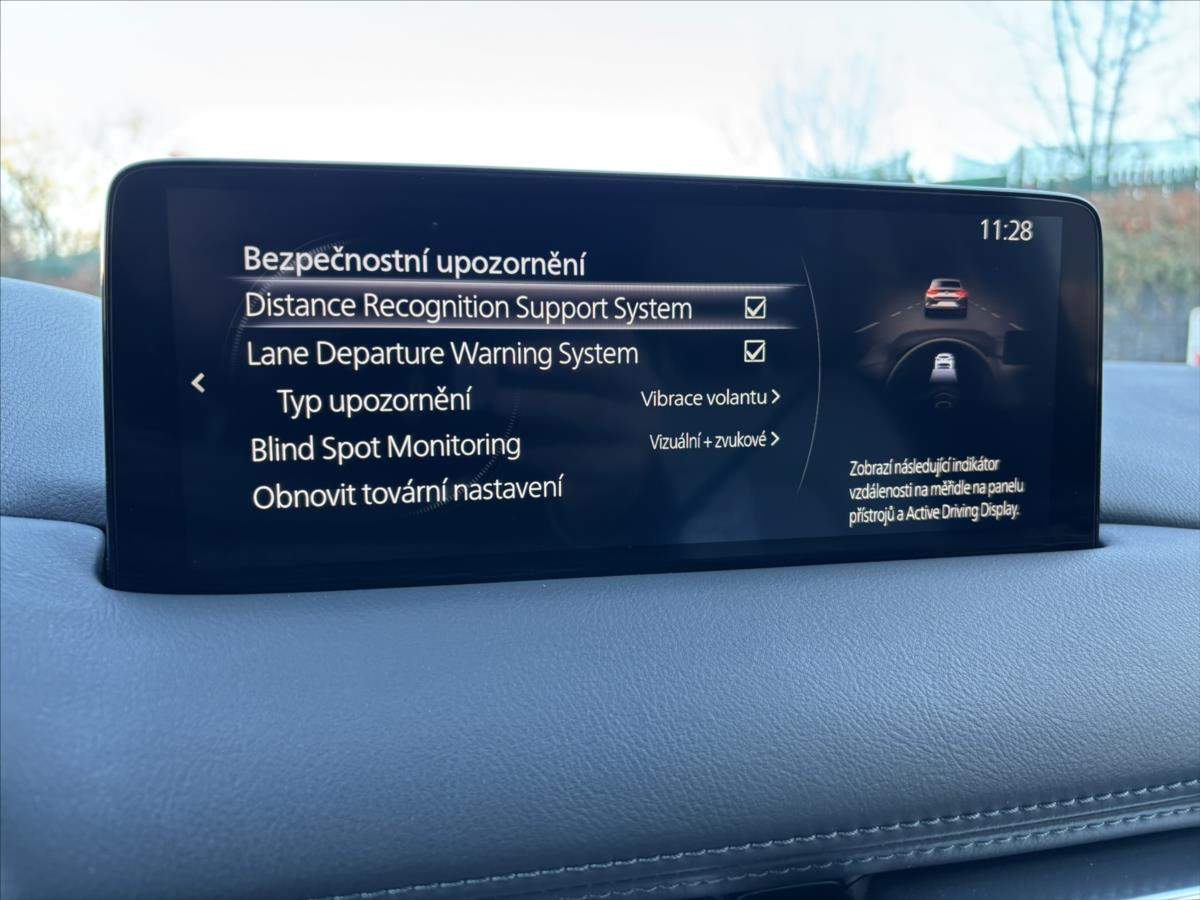 11:28
Bezpečnostní upozornění
Distance Recognition Support System
Lane Departure Warning System
Typ upozornění Vibrace volantu
Blind Spot Monitoring Vizuální + zvukové
Obnovit tovární nastavení
Zobrazí následující indikátor
vzdálenosti na měřidle na panelu
přístrojů a Active Driving Display.